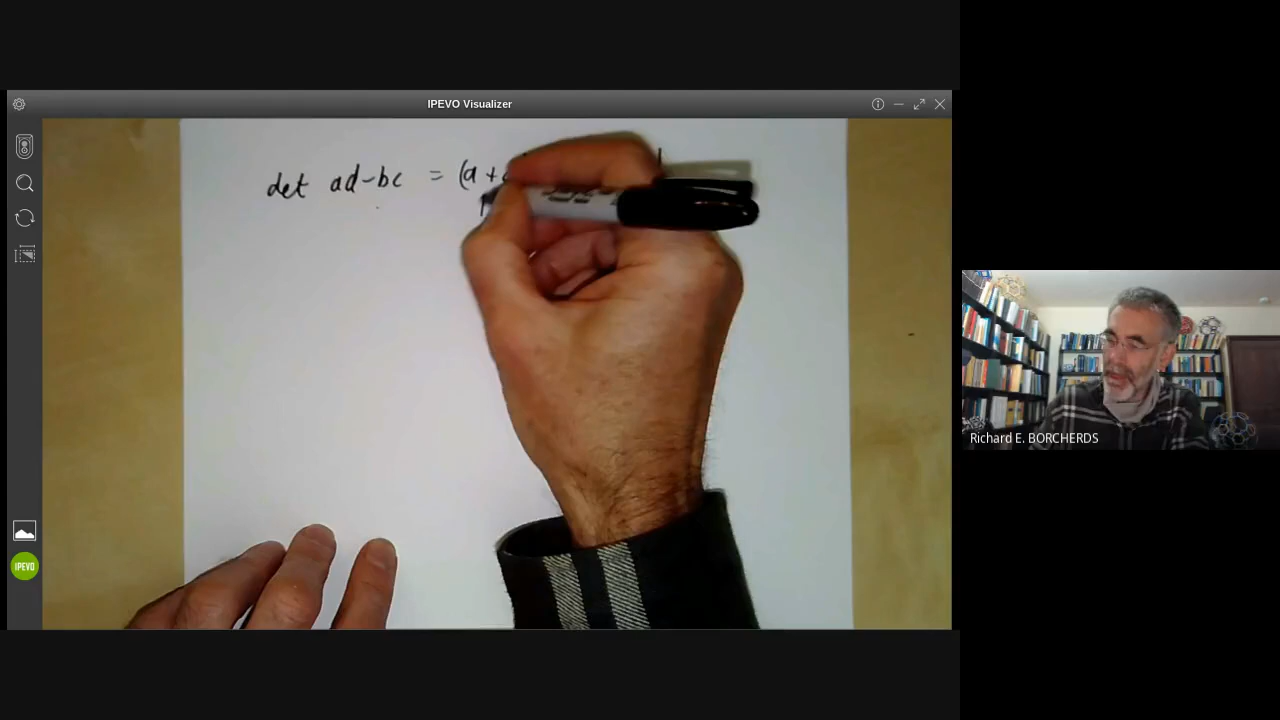 IPEVO Visualizer
det ad-bc = (a+
IPEVO
Richard E. BORCHERDS